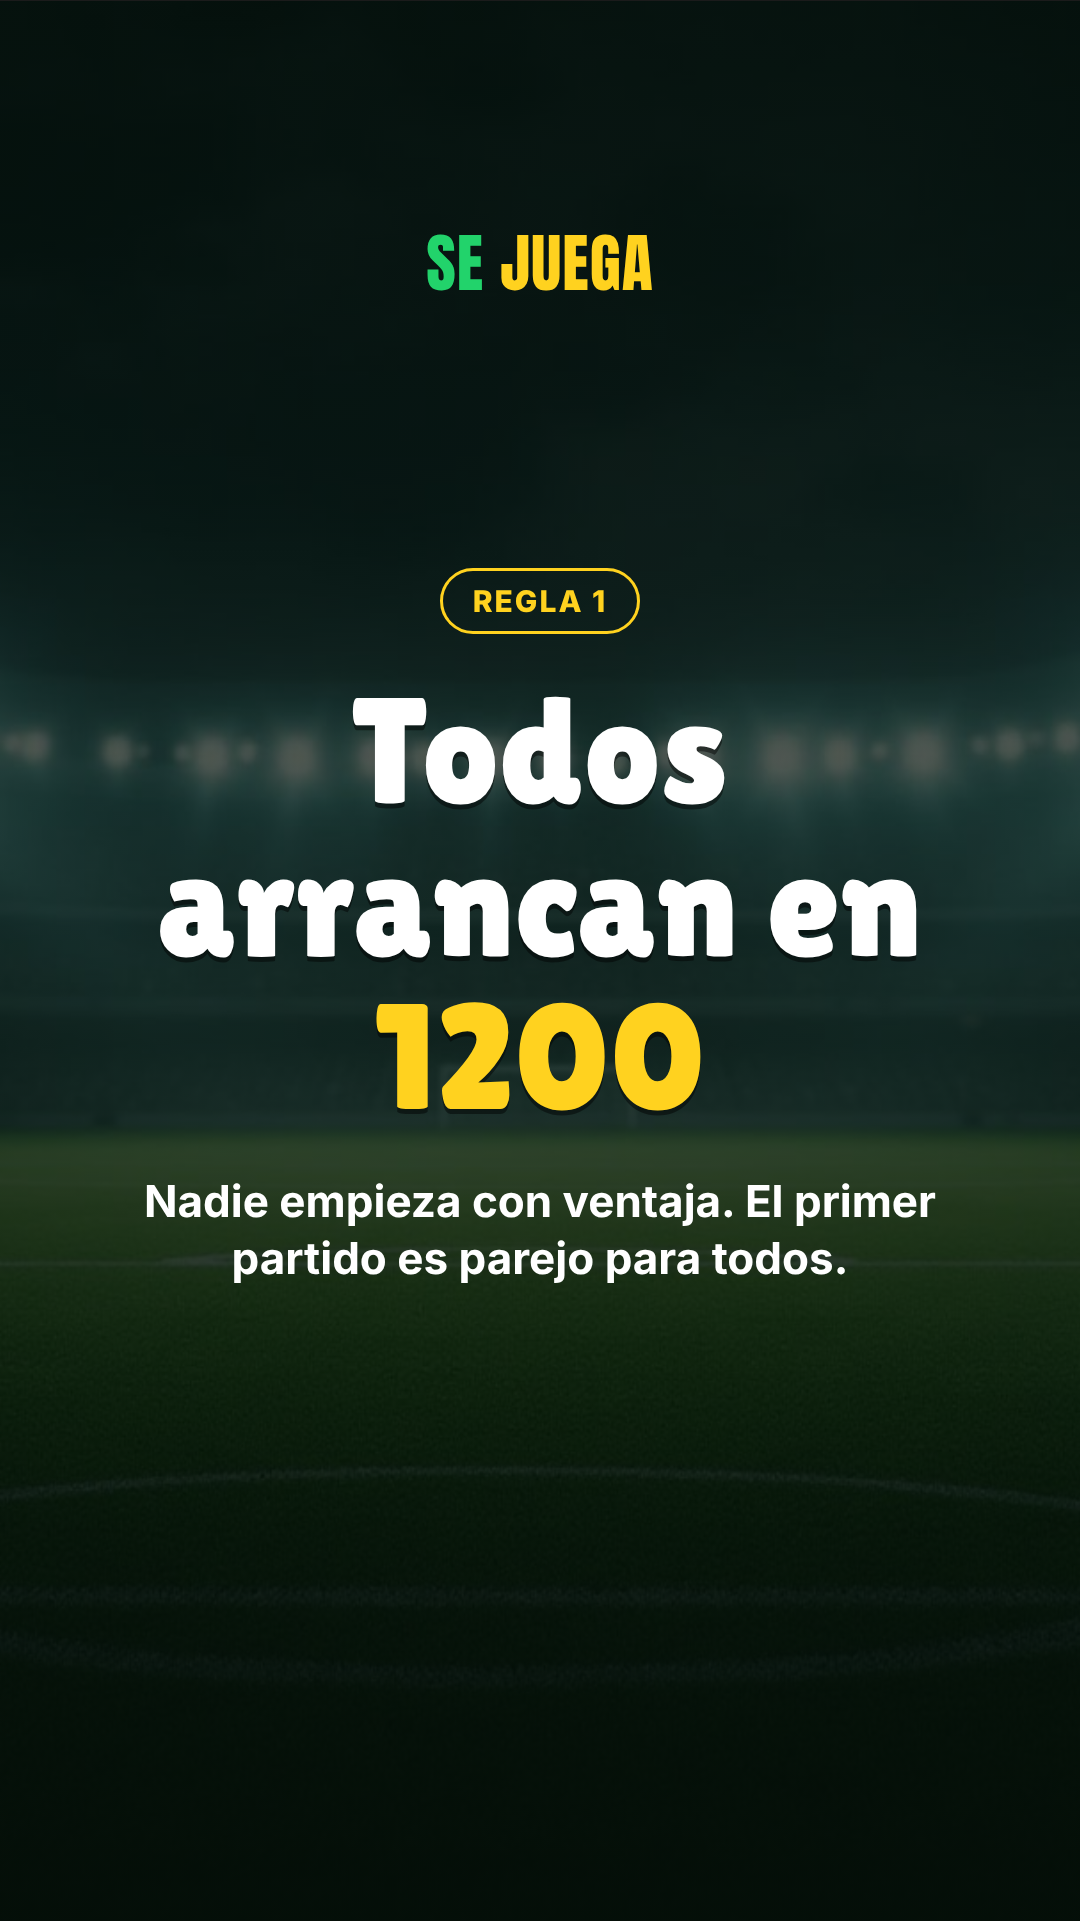 SE JUEGA
REGLA 1
Todos
arrancan en
1200
Nadie empieza con ventaja. El primer
partido es parejo para todos.